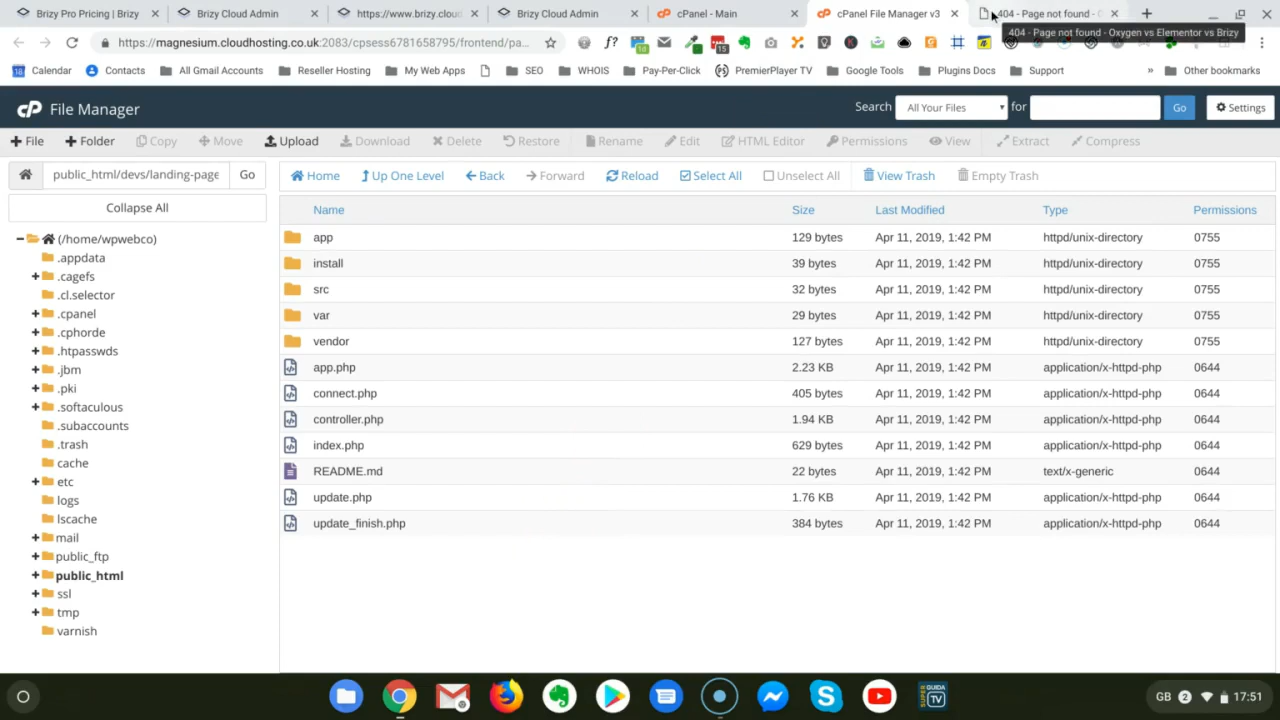 Brizy Pro Pricing | Brizy
Brizy Cloud Admin
https://www.brizy.cloud
Brizy Cloud Admin
cPanel - Main
cPanel File Manager v3
404 - Page not found - O
404 - Page not found - Oxygen vs Elementor vs Brizy
https://magnesium.cloudhosting.co.uk:2083/cpsess6781658795/frontend/pa...
Calendar
Contacts
All Gmail Accounts
Reseller Hosting
My Web Apps
SEO
WHOIS
Pay-Per-Click
PremierPlayer TV
Google Tools
Plugins Docs
Support
»
Other bookmarks
cP File Manager
Search
All Your Files
for
Go
Settings
+ File
+ Folder
Copy
Move
Upload
Download
Delete
Restore
Rename
Edit
HTML Editor
Permissions
View
Extract
Compress
public_html/devs/landing-page
Go
Home
Up One Level
Back
Forward
Reload
Select All
Unselect All
View Trash
Empty Trash
Collapse All
(/home/wpwebco)
.appdata
.cagefs
.cl.selector
.cpanel
.cphorde
.htpasswds
.jbm
.pki
.softaculous
.subaccounts
.trash
cache
etc
logs
lscache
mail
public_ftp
public_html
ssl
tmp
varnish
Name Size Last Modified Type Permissions
app 129 bytes Apr 11, 2019, 1:42 PM httpd/unix-directory 0755
install 39 bytes Apr 11, 2019, 1:42 PM httpd/unix-directory 0755
src 32 bytes Apr 11, 2019, 1:42 PM httpd/unix-directory 0755
var 29 bytes Apr 11, 2019, 1:42 PM httpd/unix-directory 0755
vendor 127 bytes Apr 11, 2019, 1:42 PM httpd/unix-directory 0755
app.php 2.23 KB Apr 11, 2019, 1:42 PM application/x-httpd-php 0644
connect.php 405 bytes Apr 11, 2019, 1:42 PM application/x-httpd-php 0644
controller.php 1.94 KB Apr 11, 2019, 1:42 PM application/x-httpd-php 0644
index.php 629 bytes Apr 11, 2019, 1:42 PM application/x-httpd-php 0644
README.md 22 bytes Apr 11, 2019, 1:42 PM text/x-generic 0644
update.php 1.76 KB Apr 11, 2019, 1:42 PM application/x-httpd-php 0644
update_finish.php 384 bytes Apr 11, 2019, 1:42 PM application/x-httpd-php 0644
SUPER GUIDA TV
GB 2 17:51